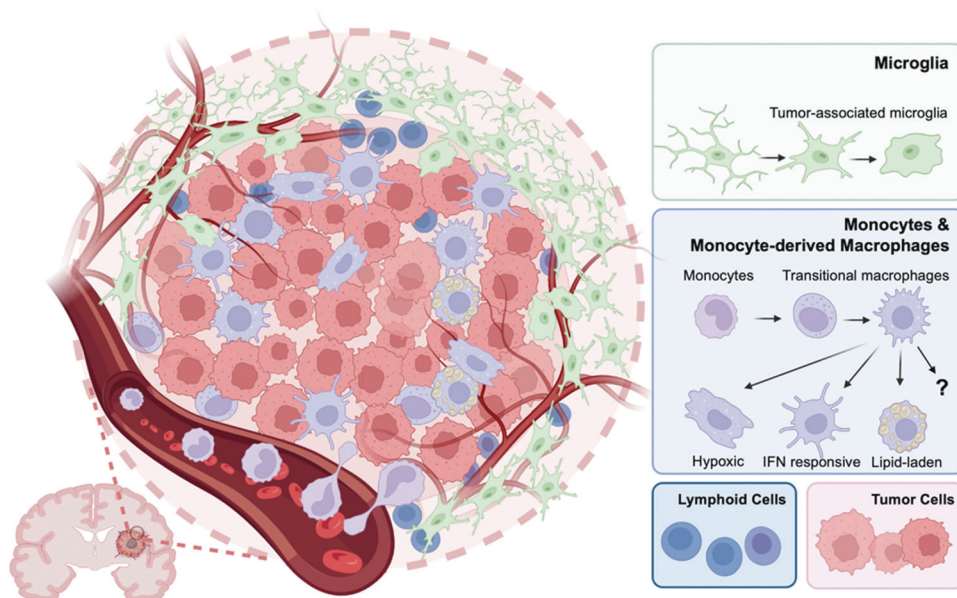 Microglia
Tumor-associated microglia
Monocytes &
Monocyte-derived Macrophages
Monocytes
Transitional macrophages
?
Hypoxic
IFN responsive
Lipid-laden
Lymphoid Cells
Tumor Cells